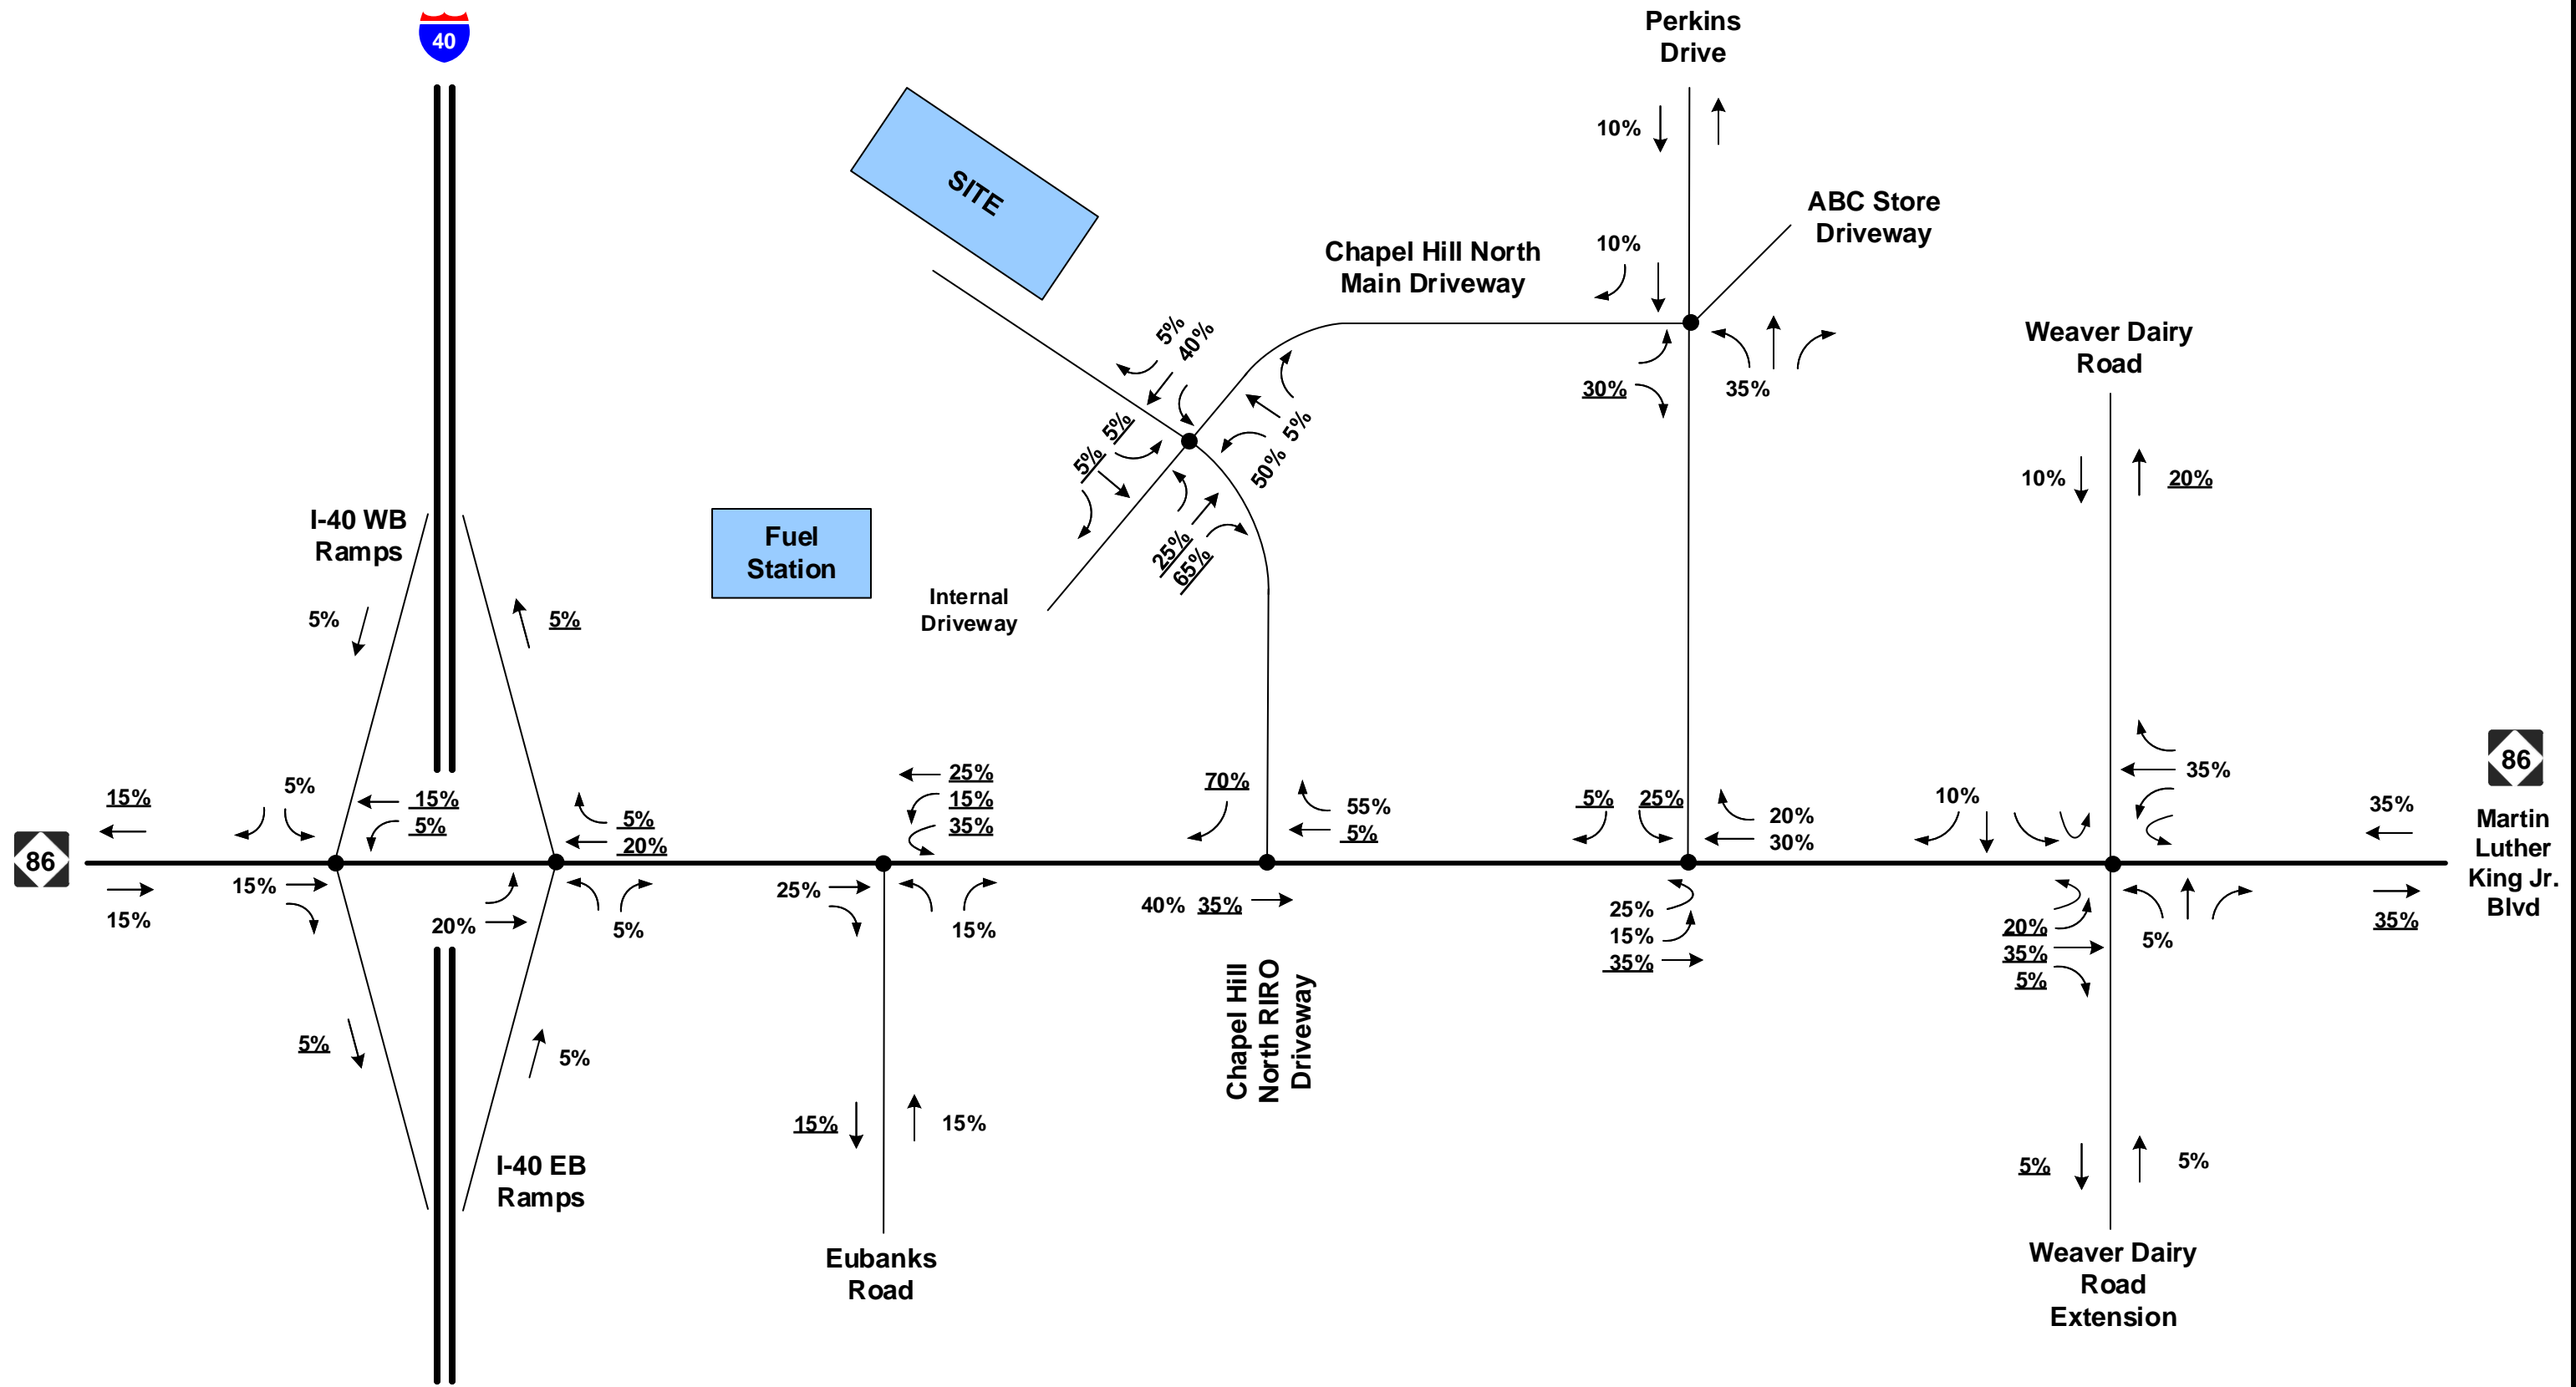 40
Perkins
Drive
10%
SITE
ABC Store
Driveway
Chapel Hill North
Main Driveway
10%
30%
35%
5%
40%
5%
5%
5%
50%
25%
65%
Weaver Dairy
Road
10%
20%
I-40 WB
Ramps
5%
5%
Fuel
Station
Internal
Driveway
15%
5%
15%
5%
5%
20%
25%
15%
35%
70%
55%
5%
5%
25%
20%
30%
10%
35%
35%
86
86
Martin
Luther
King Jr.
Blvd
15%
15%
20%
5%
25%
15%
40% 35%
25%
15%
35%
20%
35%
5%
5%
35%
Chapel Hill
North RIRO
Driveway
5%
5%
15%
15%
5%
5%
I-40 EB
Ramps
Eubanks
Road
Weaver Dairy
Road
Extension